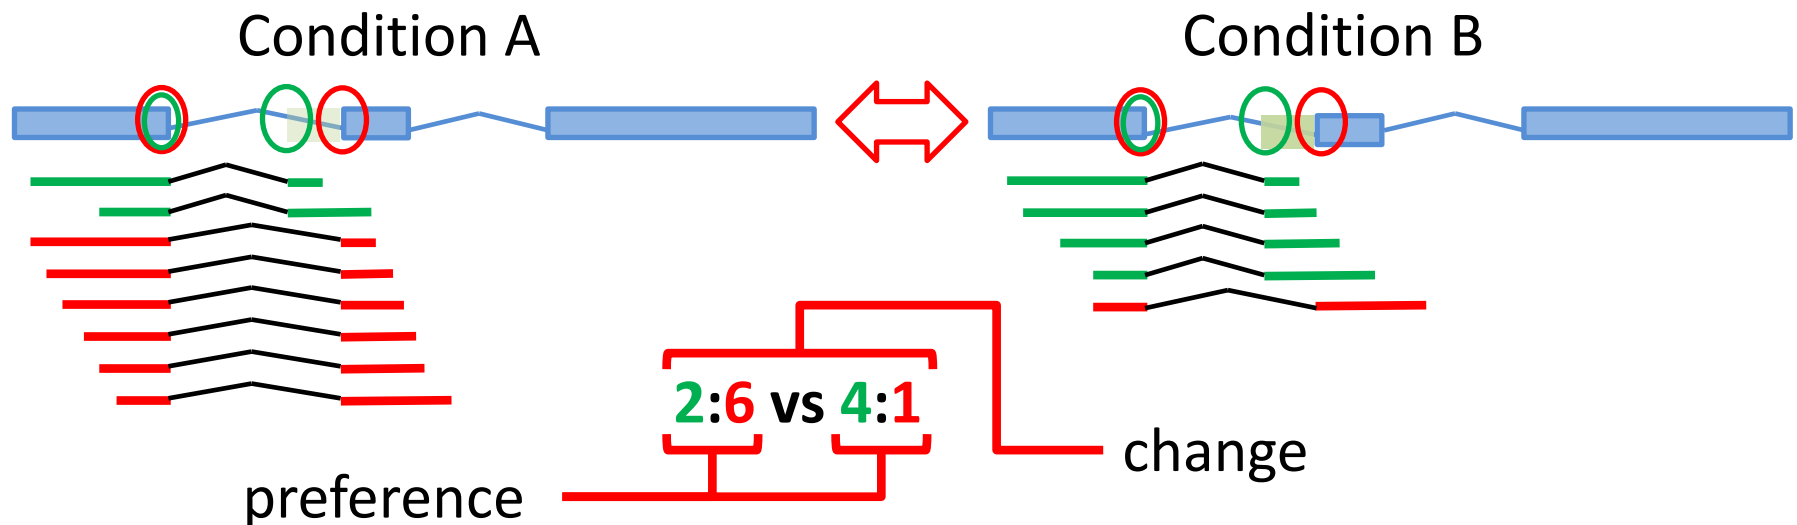 Condition A
Condition B
2:6 vs 4:1
change
preference